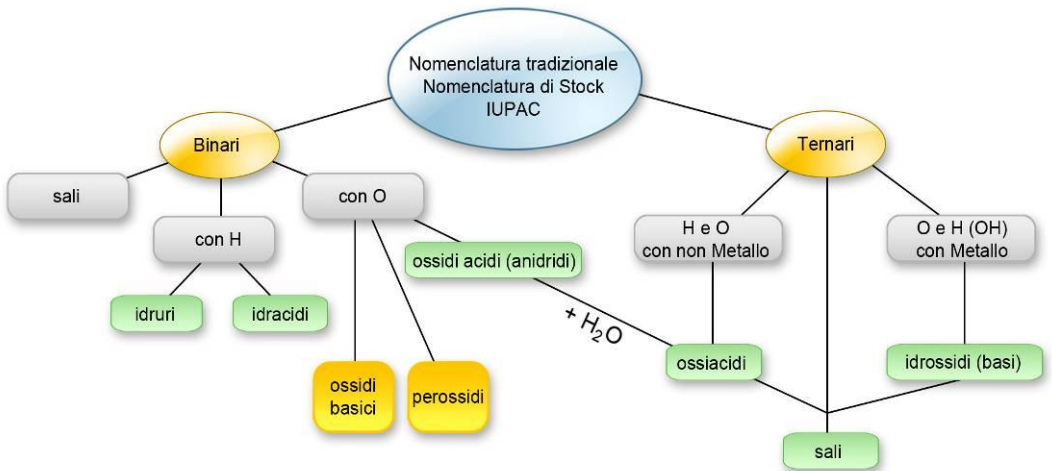 Nomenclatura tradizionale
Nomenclatura di Stock
IUPAC
Binari
Ternari
sali
con O
con H
H e O
con non Metallo
O e H (OH)
con Metallo
ossidi acidi (anidridi)
idruri
idracidi
+ H₂O
ossiacidi
idrossidi (basi)
ossidi
basici
perossidi
sali